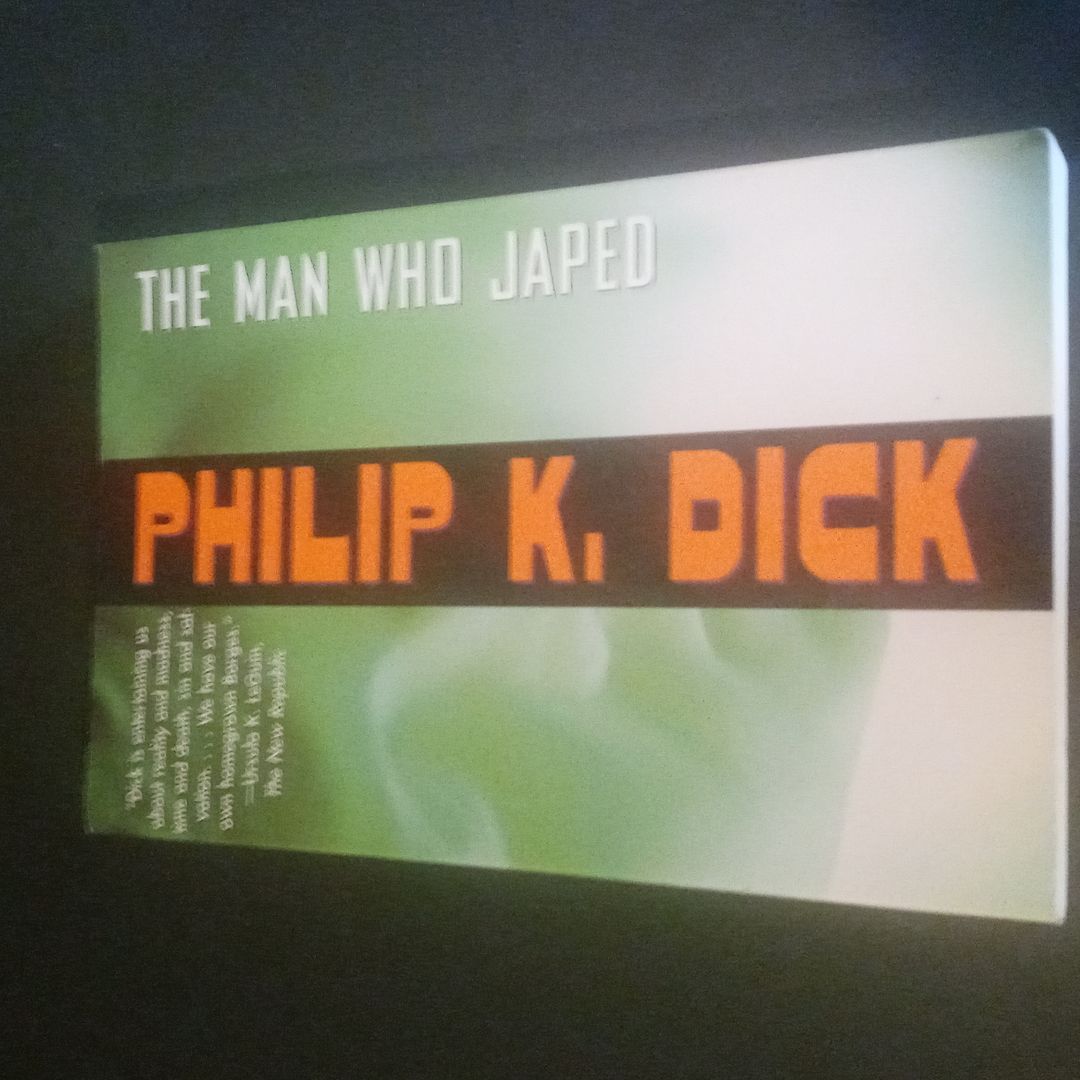 THE MAN WHO JAPED
PHILIP K. DICK
"Dick is entertaining us
about reality and madness,
time and death, sin and sal-
vation. . . . We have our
own homegrown Borges."
—Ursula K. LeGuin,
The New Republic